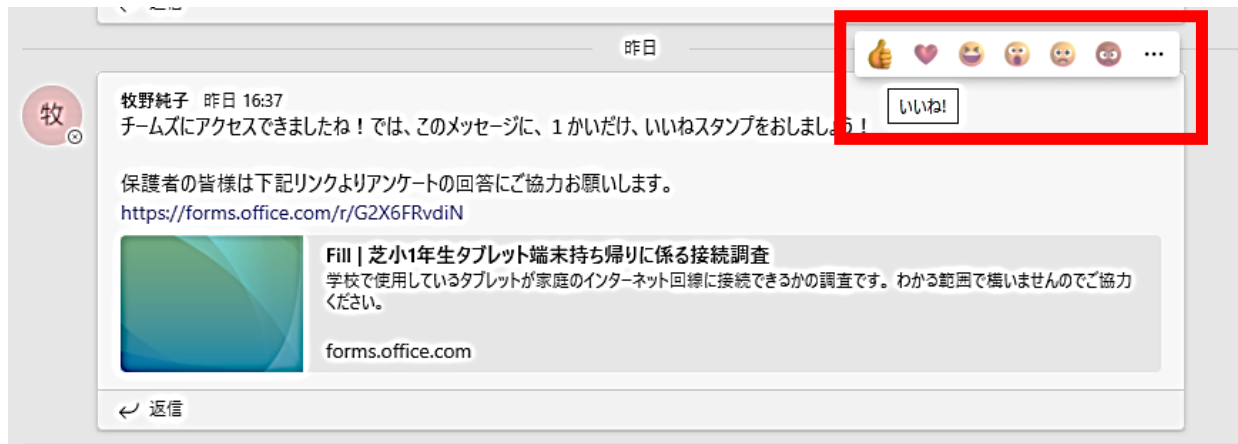 昨日
牧野純子 昨日 16:37
いいね!
チームズにアクセスできましたね！では、このメッセージに、１かいだけ、いいねスタンプをおしましょう！
保護者の皆様は下記リンクよりアンケートの回答にご協力お願いします。
https://forms.office.com/r/G2X6FRvdiN
Fill | 芝小1年生タブレット端末持ち帰りに係る接続調査
学校で使用しているタブレットが家庭のインターネット回線に接続できるかの調査です。わかる範囲で構いませんのでご協力
ください。
forms.office.com
返信
牧